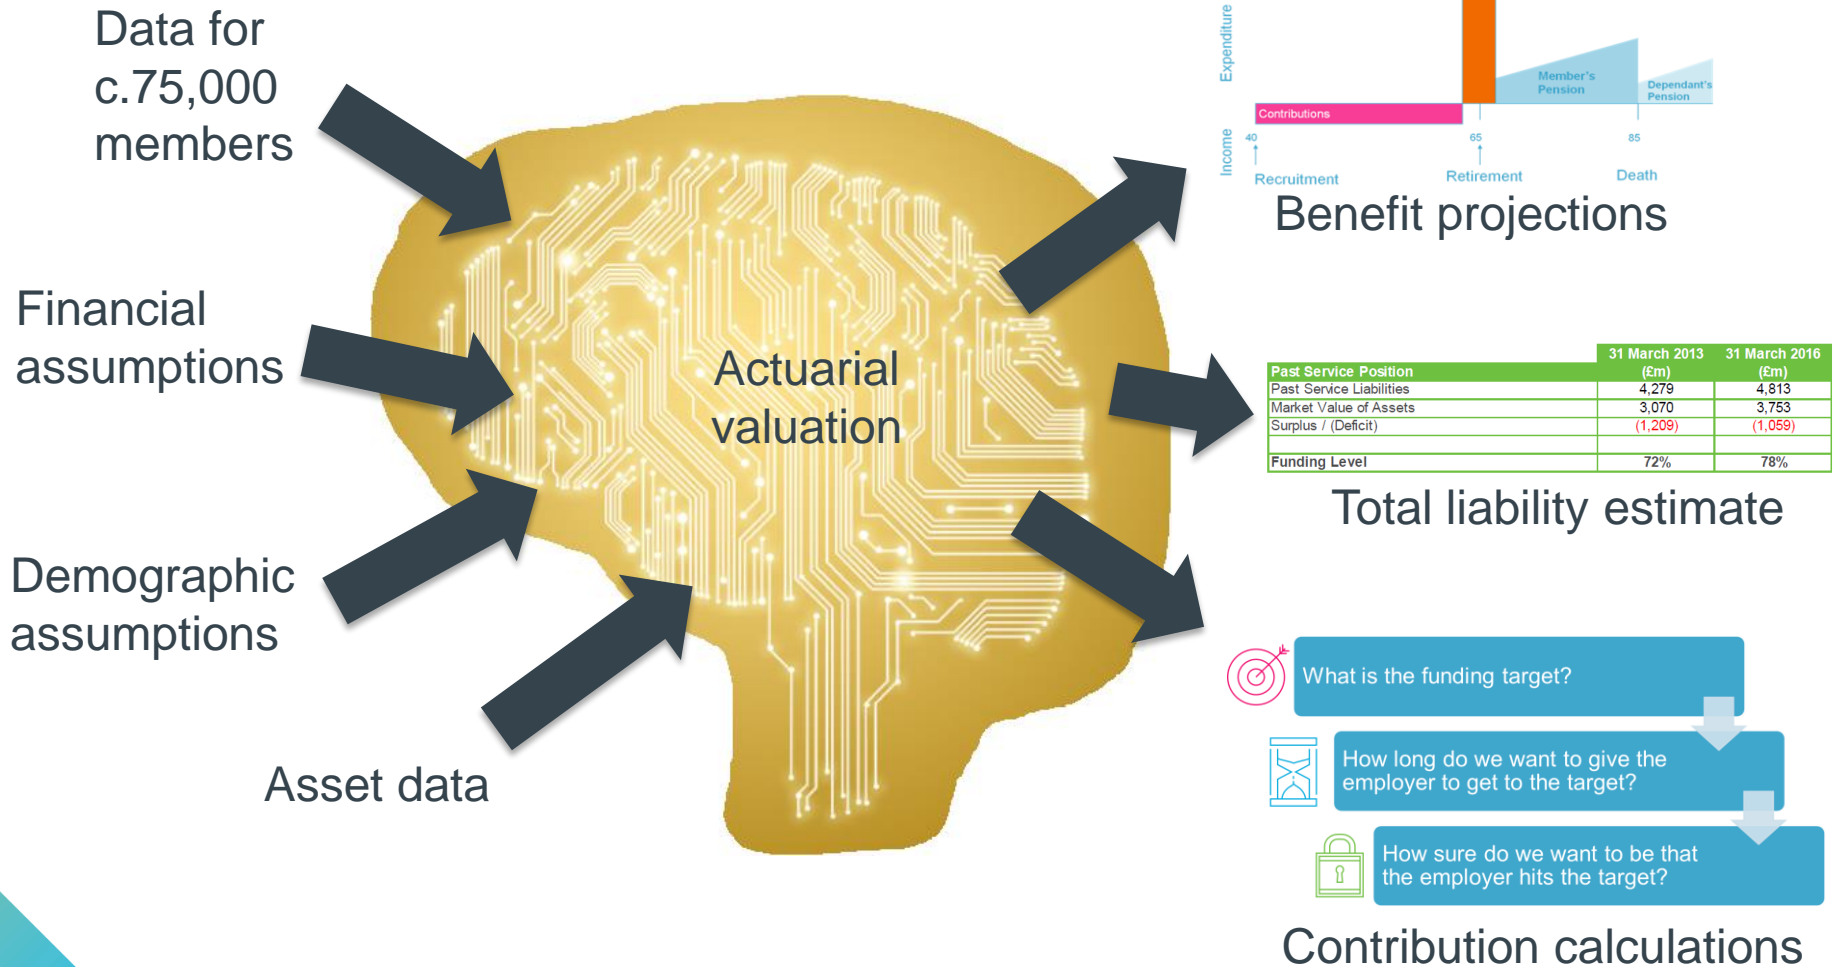 Data for
c.75,000
members
Financial
assumptions
Demographic
assumptions
Asset data
Actuarial
valuation
Expenditure
Income
Contributions
Member's
Pension
Dependant's
Pension
40
65
85
Recruitment
Retirement
Death
Benefit projections
Past Service Position
31 March 2013 (£m)
31 March 2016 (£m)
Past Service Liabilities 4,279 4,813
Market Value of Assets 3,070 3,753
Surplus / (Deficit) (1,209) (1,059)
Funding Level 72% 78%
Total liability estimate
What is the funding target?
How long do we want to give the
employer to get to the target?
How sure do we want to be that
the employer hits the target?
Contribution calculations